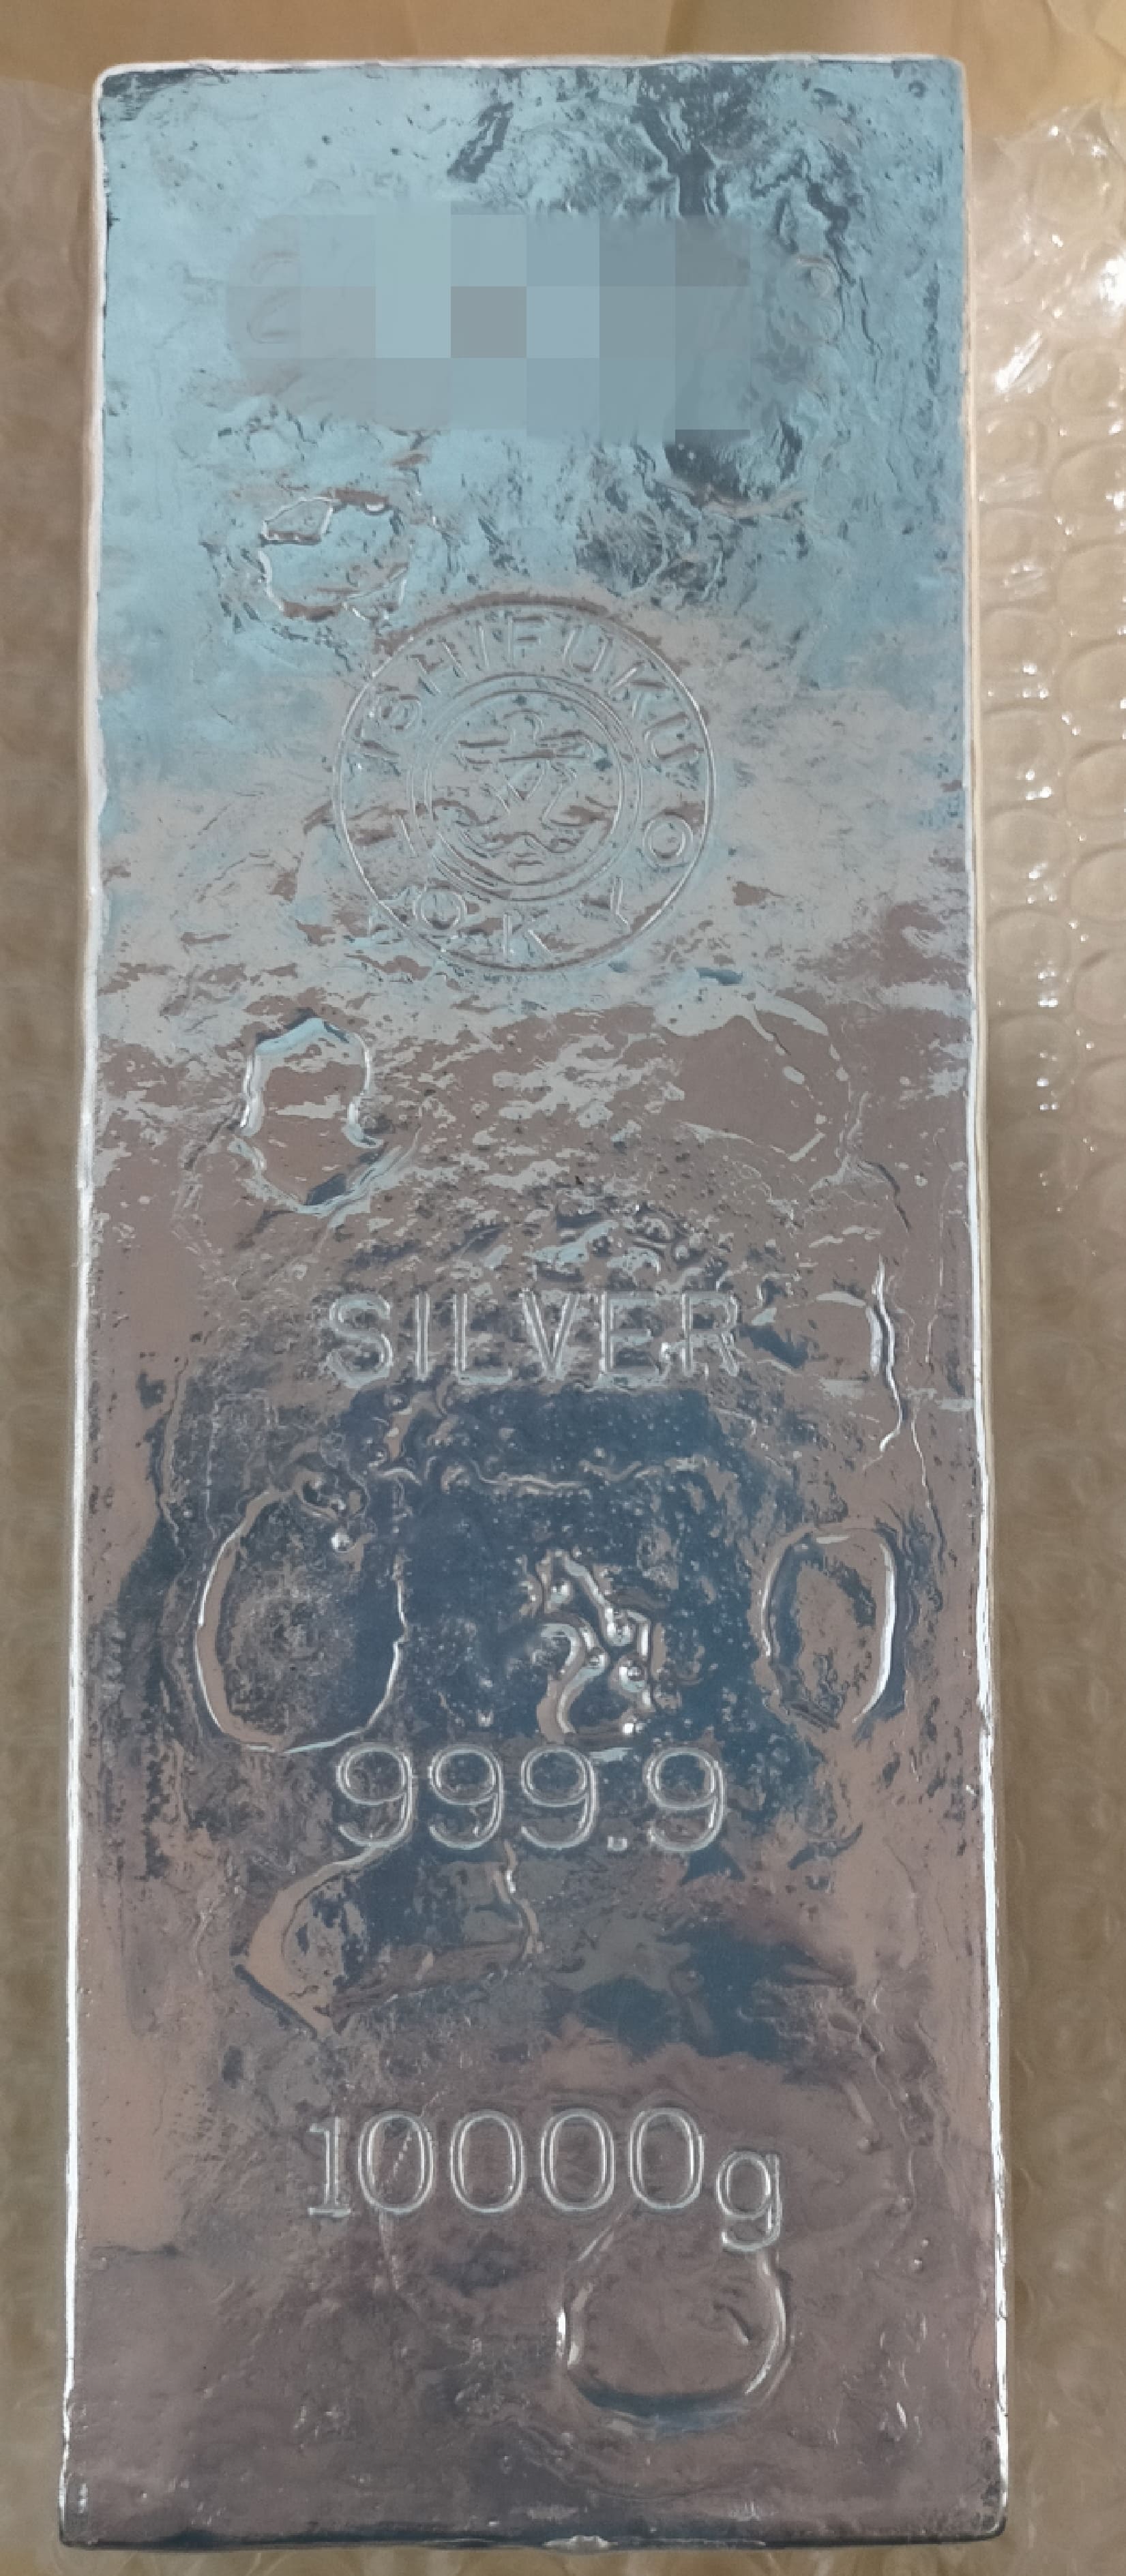 ISHIFUKU
TOKYO
SILVER
999.9
10000g